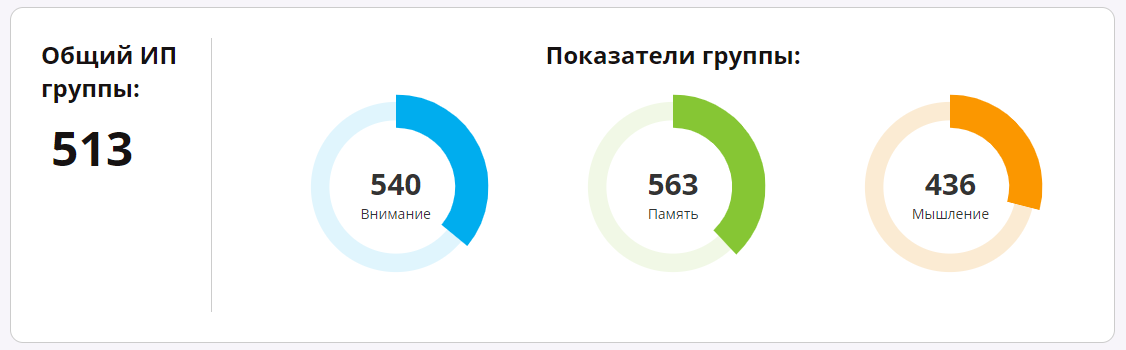 Общий ИП
группы:
513
Показатели группы:
540
Внимание
563
Память
436
Мышление